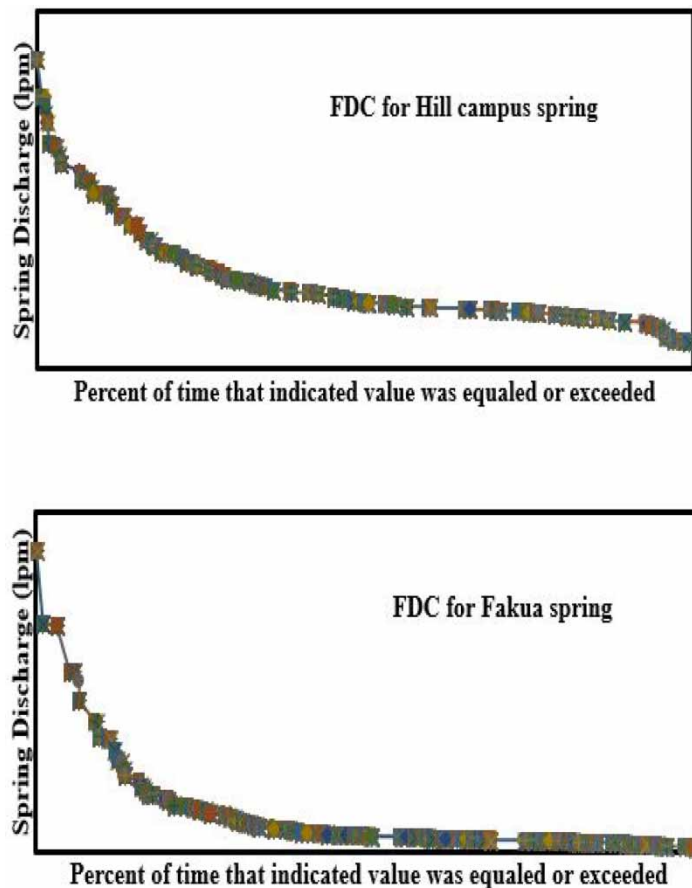 Spring Discharge (lpm)
FDC for Hill campus spring
Percent of time that indicated value was equaled or exceeded
Spring Discharge (lpm)
FDC for Fakua spring
Percent of time that indicated value was equaled or exceeded